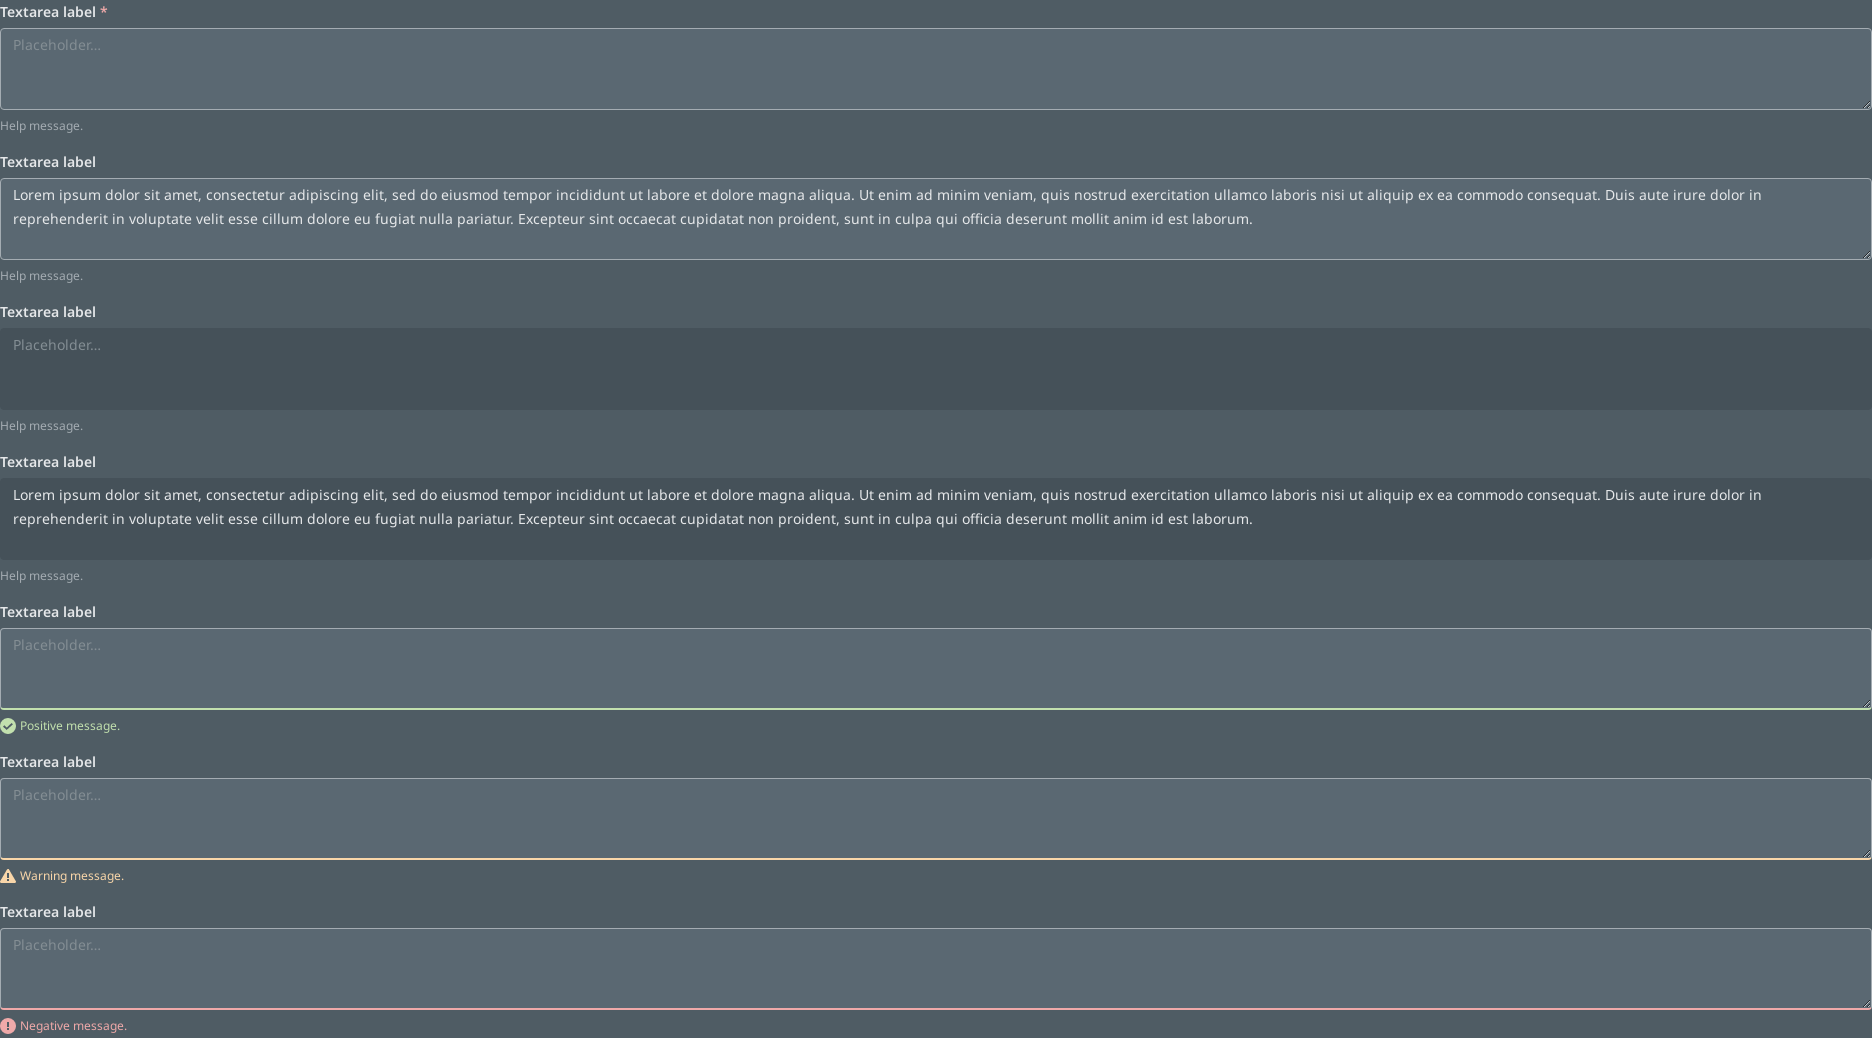 Textarea label *
Placeholder...
Help message.
Textarea label
Lorem ipsum dolor sit amet, consectetur adipiscing elit, sed do eiusmod tempor incididunt ut labore et dolore magna aliqua. Ut enim ad minim veniam, quis nostrud exercitation ullamco laboris nisi ut aliquip ex ea commodo consequat. Duis aute irure dolor in
reprehenderit in voluptate velit esse cillum dolore eu fugiat nulla pariatur. Excepteur sint occaecat cupidatat non proident, sunt in culpa qui officia deserunt mollit anim id est laborum.
Help message.
Textarea label
Placeholder...
Help message.
Textarea label
Lorem ipsum dolor sit amet, consectetur adipiscing elit, sed do eiusmod tempor incididunt ut labore et dolore magna aliqua. Ut enim ad minim veniam, quis nostrud exercitation ullamco laboris nisi ut aliquip ex ea commodo consequat. Duis aute irure dolor in
reprehenderit in voluptate velit esse cillum dolore eu fugiat nulla pariatur. Excepteur sint occaecat cupidatat non proident, sunt in culpa qui officia deserunt mollit anim id est laborum.
Help message.
Textarea label
Placeholder...
Positive message.
Textarea label
Placeholder...
Warning message.
Textarea label
Placeholder...
Negative message.